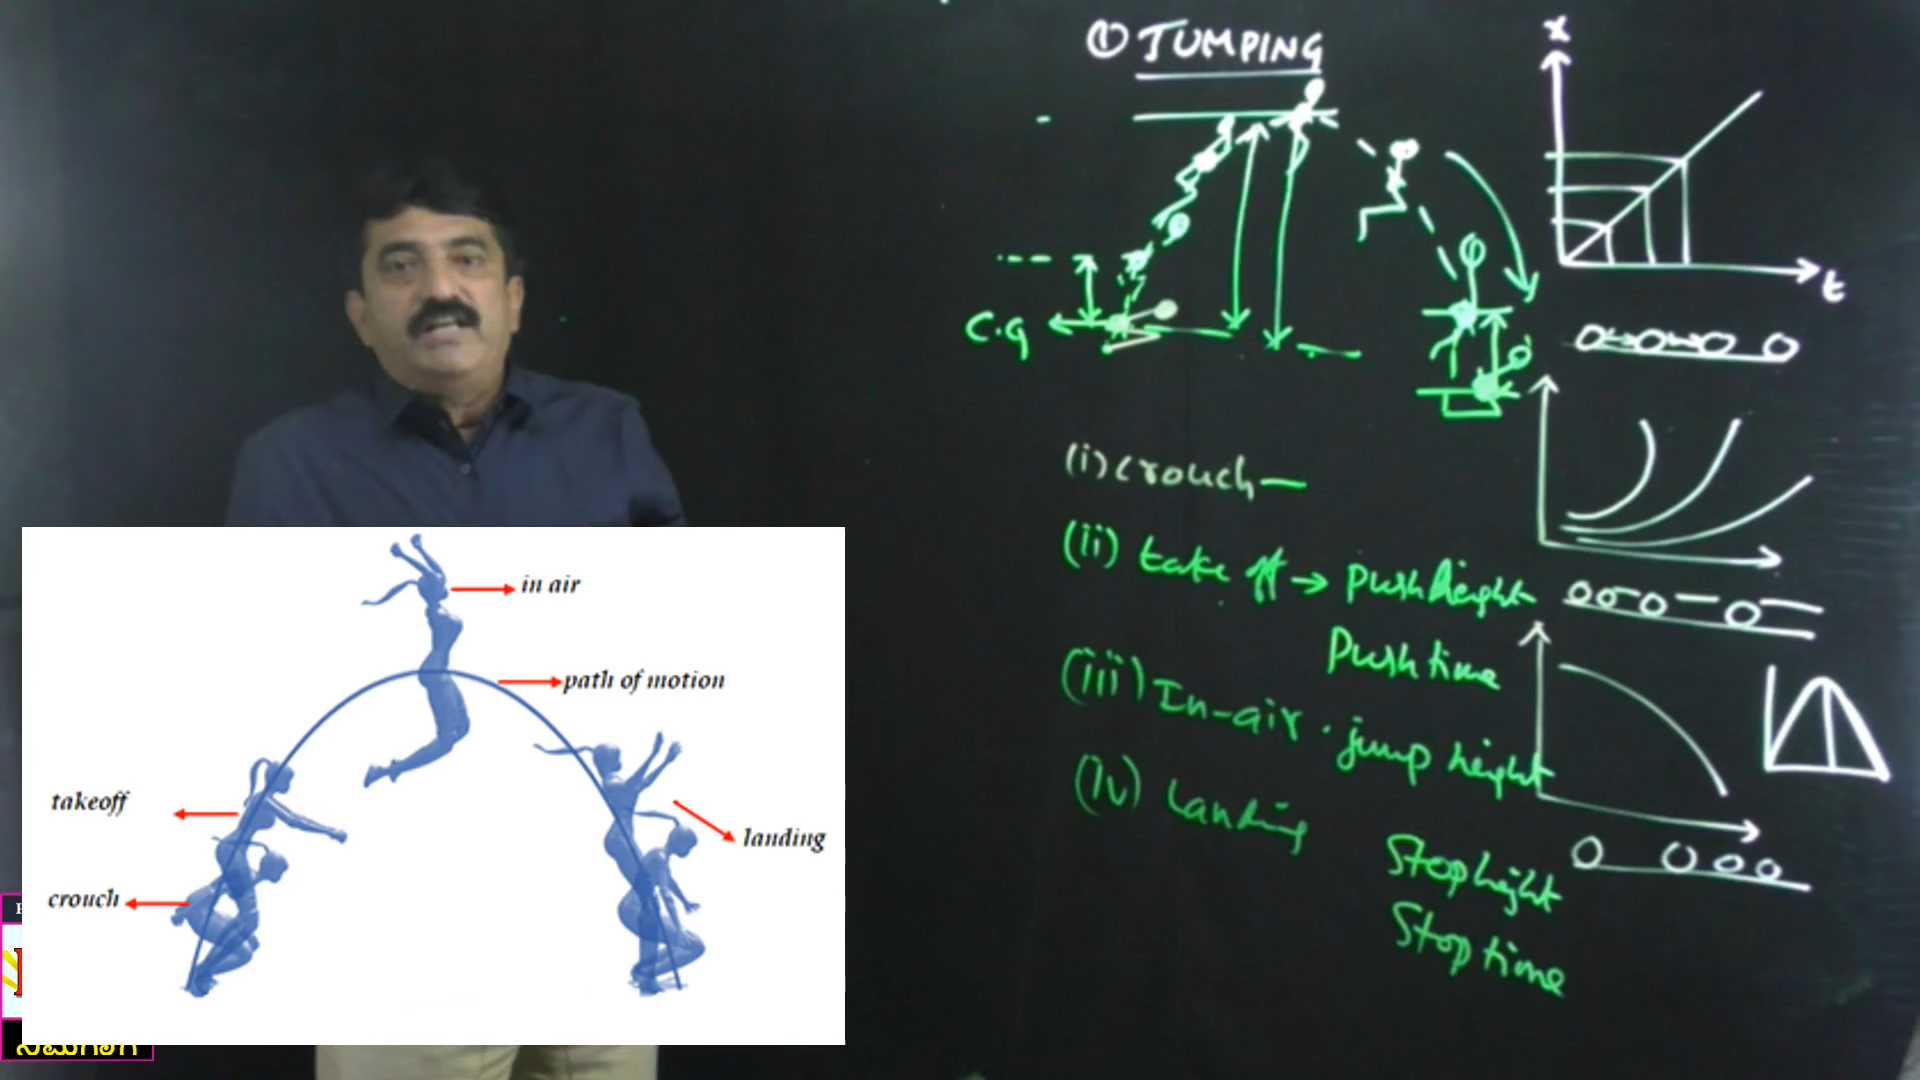 ① JUMPING
x
t
C.G
(i) crouch —
(ii) take off → Push height
Push time
(iii) In-air · jump height
(iv) Landing
Stop height
Stop time
in air
path of motion
takeoff
landing
crouch